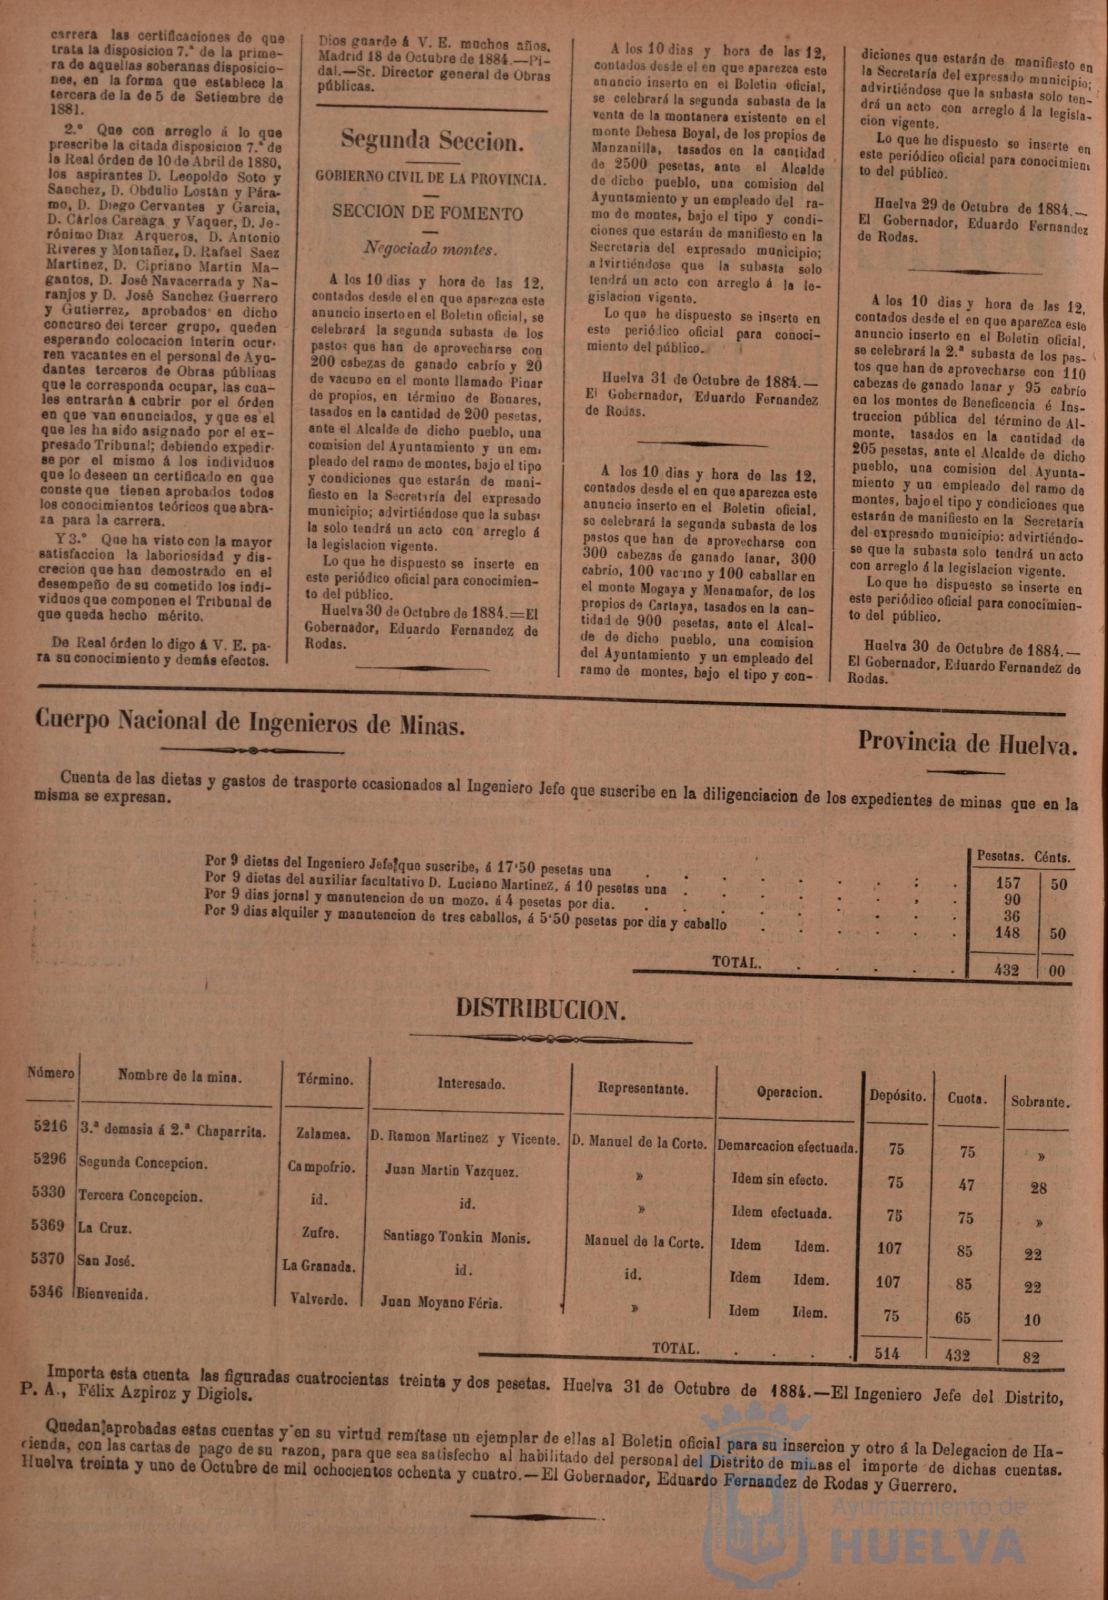 carrera las certificaciones de que
trata la disposicion 7.ª de la prime-
ra de aquellas soberanas disposicio-
nes, en la forma que establece la
tercera de la de 5 de Setiembre de
1881.
2.º Que con arreglo á lo que
prescribe la citada disposicion 7.ª de
la Real órden de 10 de Abril de 1880,
los aspirantes D. Leopoldo Soto y
Sanchez, D. Obdulio Lostán y Pára-
mo, D. Diego Cervantes y Garcia,
D. Cárlos Careaga y Vaquer, D. Je-
rónimo Diaz Arqueros, D. Antonio
Riveres y Montañez, D. Rafael Saez
Martinez, D. Cipriano Martin Ma-
gantos, D. José Navacerrada y Na-
ranjos y D. José Sanchez Guerrero
y Gutierrez, aprobados en dicho
concurso del tercer grupo, queden
esperando colocacion interin ocur-
ren vacantes en el personal de Ayu-
dantes terceros de Obras públicas
que le corresponda ocupar, las cua-
les entrarán á cubrir por el órden
en que van enunciados, y que es el
que les ha sido asignado por el ex-
presado Tribunal; debiendo expedir-
se por el mismo á los individuos
que lo deseen un certificado en que
conste que tienen aprobados todos
los conocimientos teóricos que abra-
za para la carrera.
Y 3.º Que ha visto con la mayor
satisfaccion la laboriosidad y dis-
crecion que han demostrado en el
desempeño de su cometido los indi-
viduos que componen el Tribunal de
que queda hecho mérito.
De Real órden lo digo á V. E. pa-
ra su conocimiento y demás efectos.
Dios guarde á V. E. muchos años.
Madrid 18 de Octubre de 1884.—Pi-
dal.—Sr. Director general de Obras
públicas.
Segunda Seccion.
GOBIERNO CIVIL DE LA PROVINCIA.
SECCION DE FOMENTO
Negociado montes.
A los 10 dias y hora de las 12,
contados desde el en que aparezca este
anuncio inserto en el Boletin oficial, se
celebrará la segunda subasta de los
pastos que han de aprovecharse con
200 cabezas de ganado cabrío y 20
de vacuno en el monte llamado Pinar
de propios, en término de Bonares,
tasados en la cantidad de 200 pesetas,
ante el Alcalde de dicho pueblo, una
comision del Ayuntamiento y un em-
pleado del ramo de montes, bajo el tipo
y condiciones que estarán de mani-
fiesto en la Secretaría del expresado
municipio; advirtiéndose que la subas-
la solo tendrá un acto con arreglo á
la legislacion vigente.
Lo que he dispuesto se inserte en
este periódico oficial para conocimien-
to del público.
Huelva 30 de Octubre de 1884.=El
Gobernador, Eduardo Fernandez de
Rodas.
A los 10 dias y hora de las 12,
contados desde el en que aparezca este
anuncio inserto en el Boletin oficial,
se celebrará la segunda subasta de la
venta de la montanera existente en el
monte Dehesa Boyal, de los propios de
Manzanilla, tasados en la cantidad
de 2500 pesetas, ante el Alcalde
de dicho pueblo, una comision del
Ayuntamiento y un empleado del ra-
mo de montes, bajo el tipo y condi-
ciones que estarán de manifiesto en la
Secretaria del expresado municipio;
alvirtiéndose que la subasta solo
tendrá un acto con arreglo á la le-
gislacion vigente.
Lo que he dispuesto se inserte en
este periódico oficial para conoci-
miento del público.
Huelva 31 de Octubre de 1884.—
El Gobernador, Eduardo Fernandez
de Rodas.
A los 10 dias y hora de las 12,
contados desde el en que aparezca este
anuncio inserto en el Boletin oficial,
se celebrará la segunda subasta de los
pastos que han de aprovecharse con
300 cabezas de ganado lanar, 300
cabrio, 100 vacuno y 100 caballar en
el monte Mogaya y Menamafor, de los
propios de Cartaya, tasados en la can-
tidad de 900 pesetas, ante el Alcal-
de de dicho pueblo, una comision
del Ayuntamiento y un empleado del
ramo de montes, bajo el tipo y con-
diciones que estarán de manifiesto en
la Secretaría del expresado municipio;
advirtiéndose que la subasta solo ten-
drá un acto con arreglo á la legisla-
cion vigente.
Lo que he dispuesto se inserte en
este periódico oficial para conocimien
to del público.
Huelva 29 de Octubre de 1884.—
El Gobernador, Eduardo Fernandez
de Rodas.
A los 10 dias y hora de las 12,
contados desde el en que aparezca este
anuncio inserto en el Boletin oficial,
se celebrará la 2.ª subasta de los pas-
tos que han de aprovecharse con 110
cabezas de ganado lanar y 95 cabrío
en los montes de Beneficencia é Ins-
truccion pública del término de Al-
monte, tasados en la cantidad de
205 pesetas, ante el Alcalde de dicho
pueblo, una comision del Ayunta-
miento y un empleado del ramo de
montes, bajo el tipo y condiciones que
estarán de manifiesto en la Secretaría
del expresado municipio: advirtiéndo-
se que la subasta solo tendrá un acto
con arreglo á la legislacion vigente.
Lo que he dispuesto se inserte en
este periódico oficial para conocimien-
to del público.
Huelva 30 de Octubre de 1884.—
El Gobernador, Eduardo Fernandez de
Rodas.
Cuerpo Nacional de Ingenieros de Minas.
Provincia de Huelva.
Cuenta de las dietas y gastos de trasporte ocasionados al Ingeniero Jefe que suscribe en la diligenciacion de los expedientes de minas que en la
misma se expresan.
Pesetas. Cénts.
Por 9 dietas del Ingeniero Jefe que suscribe, á 17'50 pesetas una 157 50
Por 9 dietas del auxiliar facultativo D. Luciano Martinez, á 10 pesetas una 90
Por 9 dias jornal y manutencion de un mozo, á 4 pesetas por dia. 36
Por 9 dias alquiler y manutencion de tres caballos, á 5'50 pesetas por dia y caballo 148 50
TOTAL. 432 00
DISTRIBUCION.
Número Nombre de la mina. Término. Interesado. Representante. Operacion. Depósito. Cuota. Sobrante.
5216 3.ª demasia á 2.ª Chaparrita. Zalamea. D. Ramon Martinez y Vicente. D. Manuel de la Corte. Demarcacion efectuada. 75 75 »
5296 Segunda Concepcion. Campofrio. Juan Martin Vazquez. » Idem sin efecto. 75 47 28
5330 Tercera Concepcion. id. id. » Idem efectuada. 75 75 »
5369 La Cruz. Zufre. Santiago Tonkin Monis. Manuel de la Corte. Idem Idem. 107 85 22
5370 San José. La Granada. id. id. Idem Idem. 107 85 22
5346 Bienvenida. Valverde. Juan Moyano Féria. » Idem Idem. 75 65 10
TOTAL. 514 432 82
Importa esta cuenta las figuradas cuatrocientas treinta y dos pesetas. Huelva 31 de Octubre de 1884.—El Ingeniero Jefe del Distrito,
P. A., Félix Azpiroz y Digiols.
Quedan aprobadas estas cuentas y en su virtud remítase un ejemplar de ellas al Boletin oficial para su insercion y otro á la Delegacion de Ha-
cienda, con las cartas de pago de su razon, para que sea satisfecho al habilitado del personal del Distrito de minas el importe de dichas cuentas.
Huelva treinta y uno de Octubre de mil ochocientos ochenta y cuatro.—El Gobernador, Eduardo Fernandez de Rodas y Guerrero.
Ayuntamiento de
HUELVA